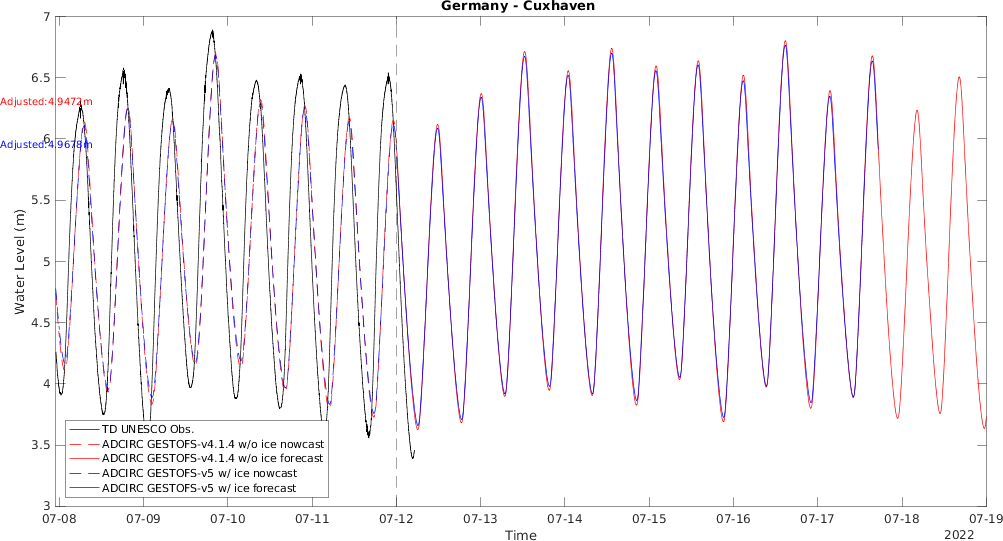 Germany - Cuxhaven
7
6.5
Adjusted:4.9472m
6
Adjusted:4.9678m
5.5
5
4.5
4
3.5
3
Water Level (m)
TD UNESCO Obs.
ADCIRC GESTOFS-v4.1.4 w/o ice nowcast
ADCIRC GESTOFS-v4.1.4 w/o ice forecast
ADCIRC GESTOFS-v5 w/ ice nowcast
ADCIRC GESTOFS-v5 w/ ice forecast
07-08 07-09 07-10 07-11 07-12 07-13 07-14 07-15 07-16 07-17 07-18 07-19
Time
2022